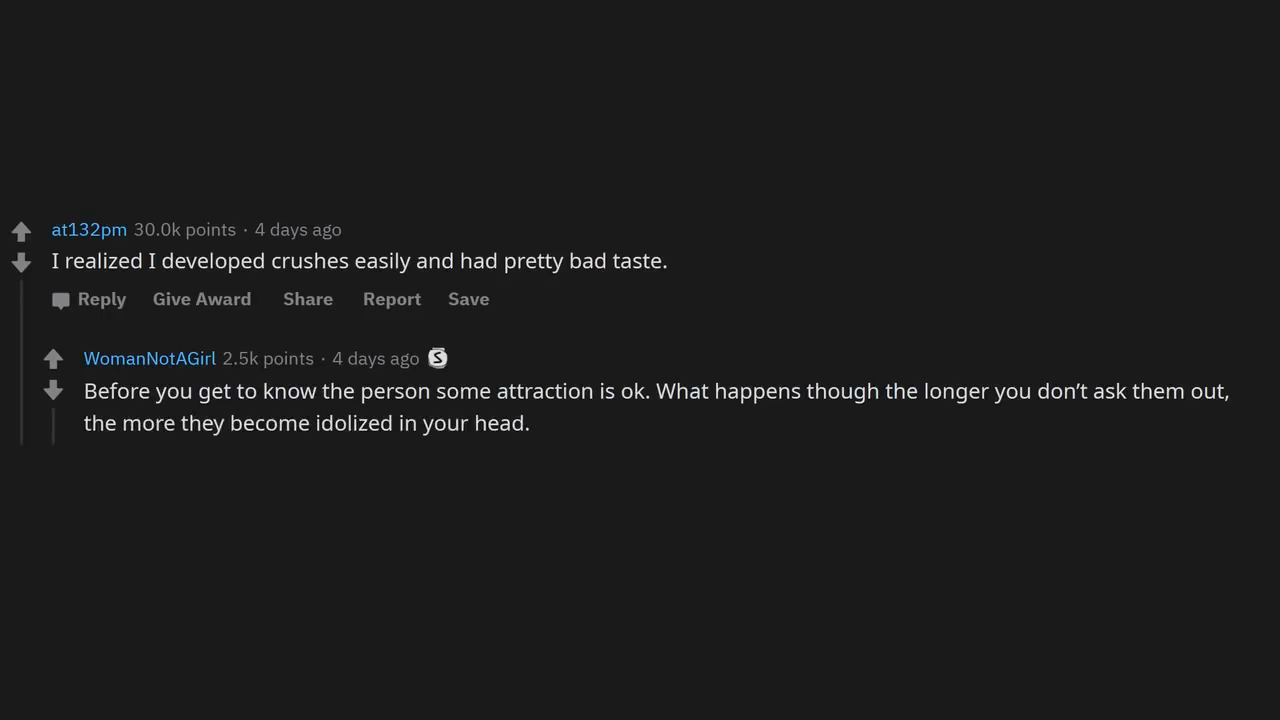 at132pm 30.0k points · 4 days ago
I realized I developed crushes easily and had pretty bad taste.
Reply Give Award Share Report Save
WomanNotAGirl 2.5k points · 4 days ago S
Before you get to know the person some attraction is ok. What happens though the longer you don’t ask them out,
the more they become idolized in your head.